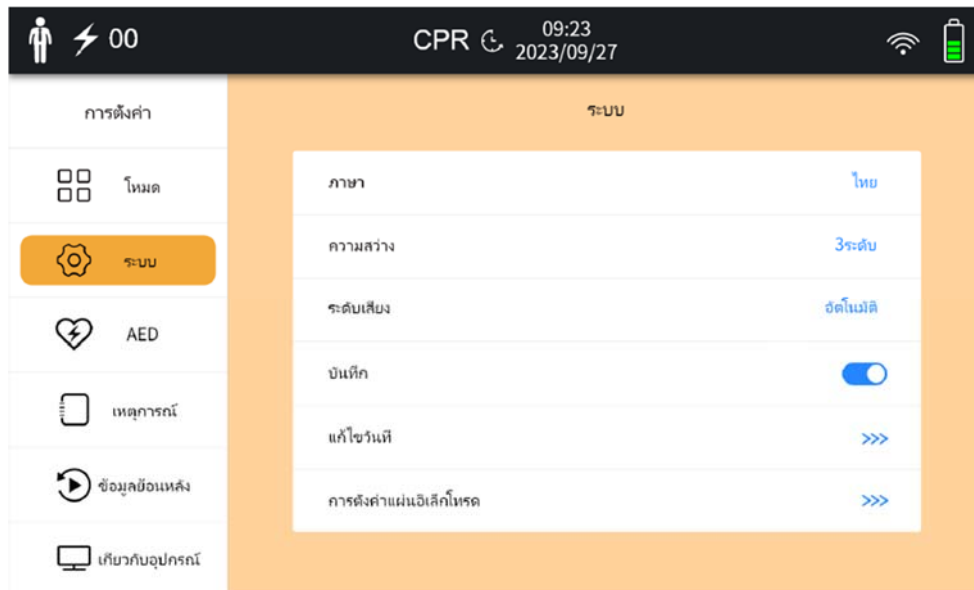 00
CPR
09:23
2023/09/27
การตั้งค่า
โหมด
ระบบ
AED
เหตุการณ์
ข้อมูลย้อนหลัง
เกี่ยวกับอุปกรณ์
ระบบ
ภาษา ไทย
ความสว่าง 3ระดับ
ระดับเสียง อัตโนมัติ
บันทึก
แก้ไขวันที่ >>>
การตั้งค่าแผ่นอิเล็กโทรด >>>